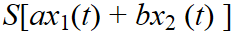 S[ax₁(t) + bx₂ (t) ]